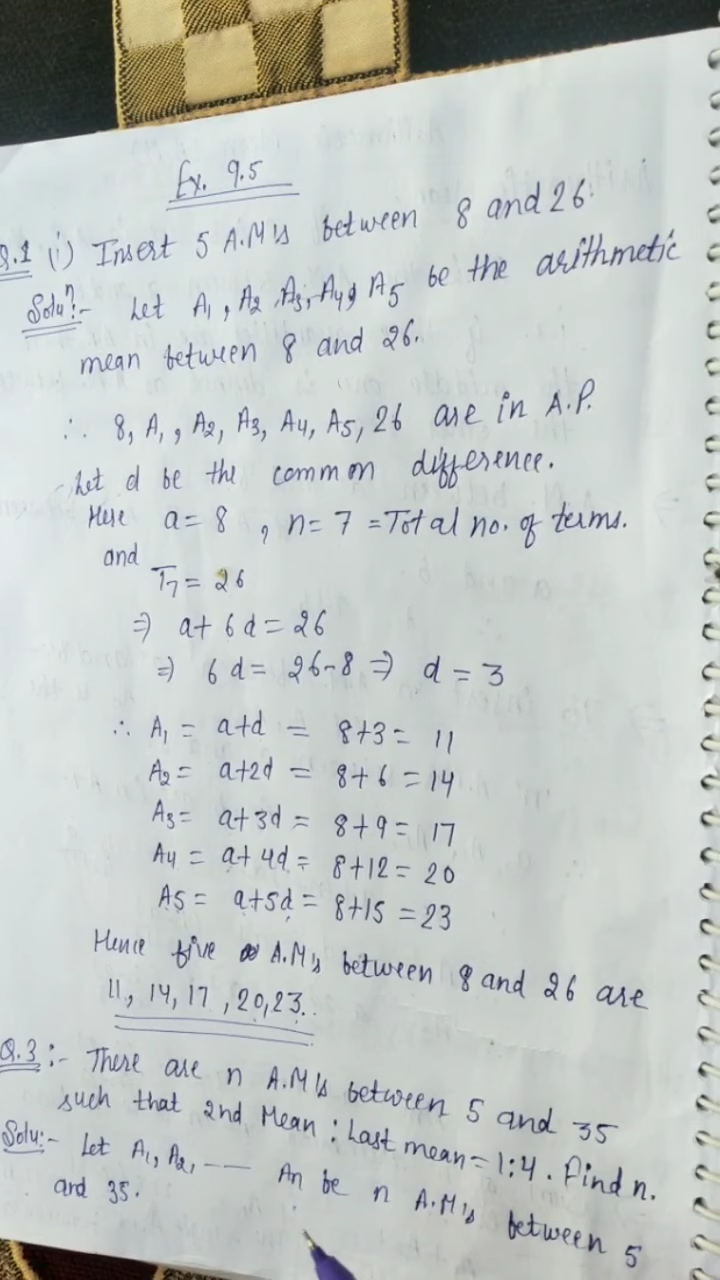 Ex. 9.5
Q.1 (i) Insert 5 A.M's between 8 and 26.
Soluⁿ:- Let A₁, A₂, A₃, A₄, A₅ be the arithmetic
mean between 8 and 26.
∴ 8, A₁, A₂, A₃, A₄, A₅, 26 are in A.P.
Let d be the common difference.
Here a = 8, n = 7 = Total no. of terms.
and
T₇ = 26
⇒ a + 6d = 26
⇒ 6d = 26-8 ⇒ d = 3
∴ A₁ = a+d = 8+3 = 11
A₂ = a+2d = 8+6 = 14
A₃ = a+3d = 8+9 = 17
A₄ = a+4d = 8+12 = 20
A₅ = a+5d = 8+15 = 23
Hence five A.M's between 8 and 26 are
11, 14, 17, 20, 23.
Q.3:- There are n A.M's between 5 and 35
such that 2nd Mean : Last mean = 1:4. Find n.
Solu:- Let A₁, A₂, --- An be n A.M's between 5
and 35.